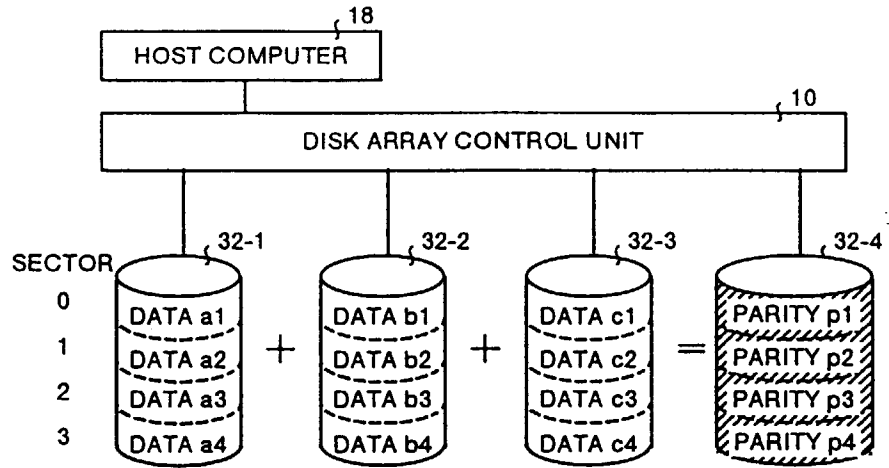 18
HOST COMPUTER
10
DISK ARRAY CONTROL UNIT
32-1 32-2 32-3 32-4
SECTOR
0 DATA a1 DATA b1 DATA c1 PARITY p1
1 DATA a2 + DATA b2 + DATA c2 = PARITY p2
2 DATA a3 DATA b3 DATA c3 PARITY p3
3 DATA a4 DATA b4 DATA c4 PARITY p4